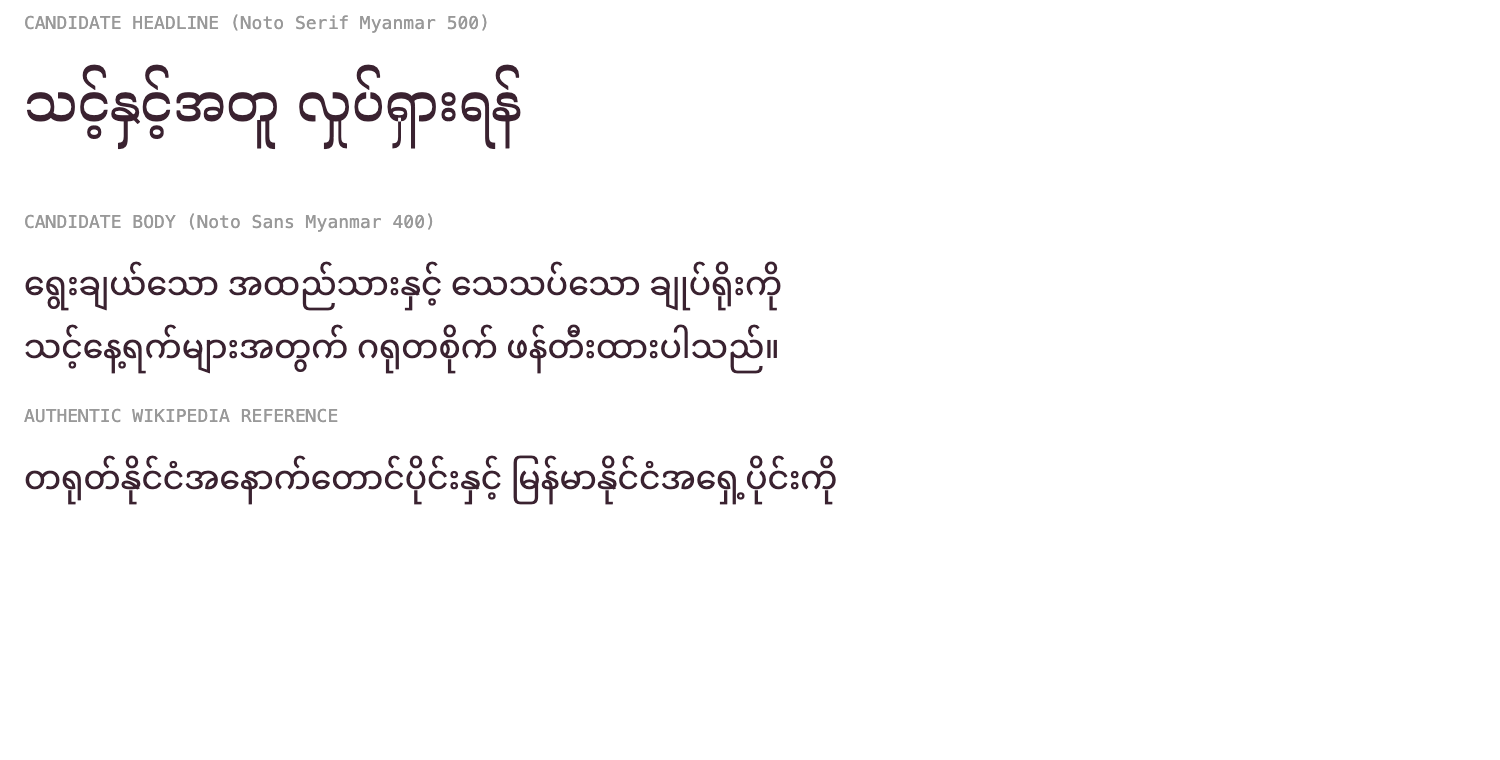 CANDIDATE HEADLINE (Noto Serif Myanmar 500)
သင့်နှင့်အတူ လှုပ်ရှားရန်
CANDIDATE BODY (Noto Sans Myanmar 400)
ရွေးချယ်သော အထည်သားနှင့် သေသပ်သော ချုပ်ရိုးကို
သင့်နေ့ရက်များအတွက် ဂရုတစိုက် ဖန်တီးထားပါသည်။
AUTHENTIC WIKIPEDIA REFERENCE
တရုတ်နိုင်ငံအနောက်တောင်ပိုင်းနှင့် မြန်မာနိုင်ငံအရှေ့ပိုင်းကို